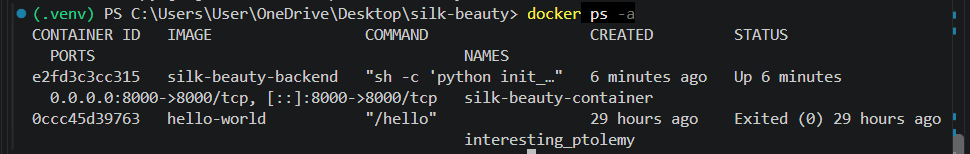 (.venv) PS C:\Users\User\OneDrive\Desktop\silk-beauty> docker ps -a
CONTAINER ID   IMAGE                 COMMAND                  CREATED         STATUS
  PORTS                                         NAMES
e2fd3c3cc315   silk-beauty-backend   "sh -c 'python init_…"   6 minutes ago   Up 6 minutes
  0.0.0.0:8000->8000/tcp, [::]:8000->8000/tcp   silk-beauty-container
0ccc45d39763   hello-world           "/hello"                 29 hours ago    Exited (0) 29 hours ago
                                                interesting_ptolemy